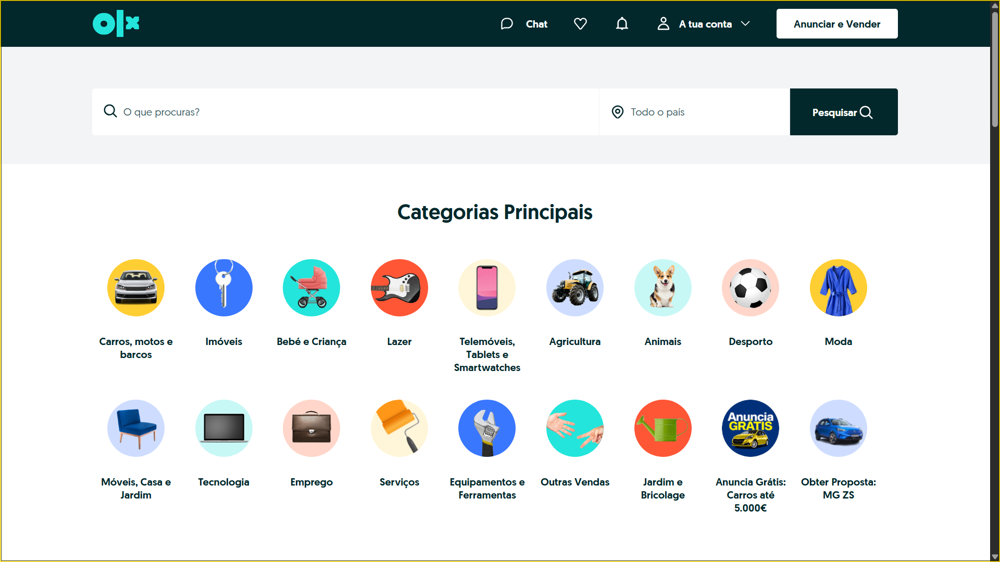 olx
Chat
A tua conta
Anunciar e Vender
O que procuras?
Todo o país
Pesquisar
Categorias Principais
Carros, motos e
barcos
Imóveis
Bebé e Criança
Lazer
Telemóveis,
Tablets e
Smartwatches
Agricultura
Animais
Desporto
Moda
Móveis, Casa e
Jardim
Tecnologia
Emprego
Serviços
Equipamentos e
Ferramentas
Outras Vendas
Jardim e
Bricolage
Anuncia
GRÁTIS
Anuncia Grátis:
Carros até
5.000€
Obter Proposta:
MG ZS